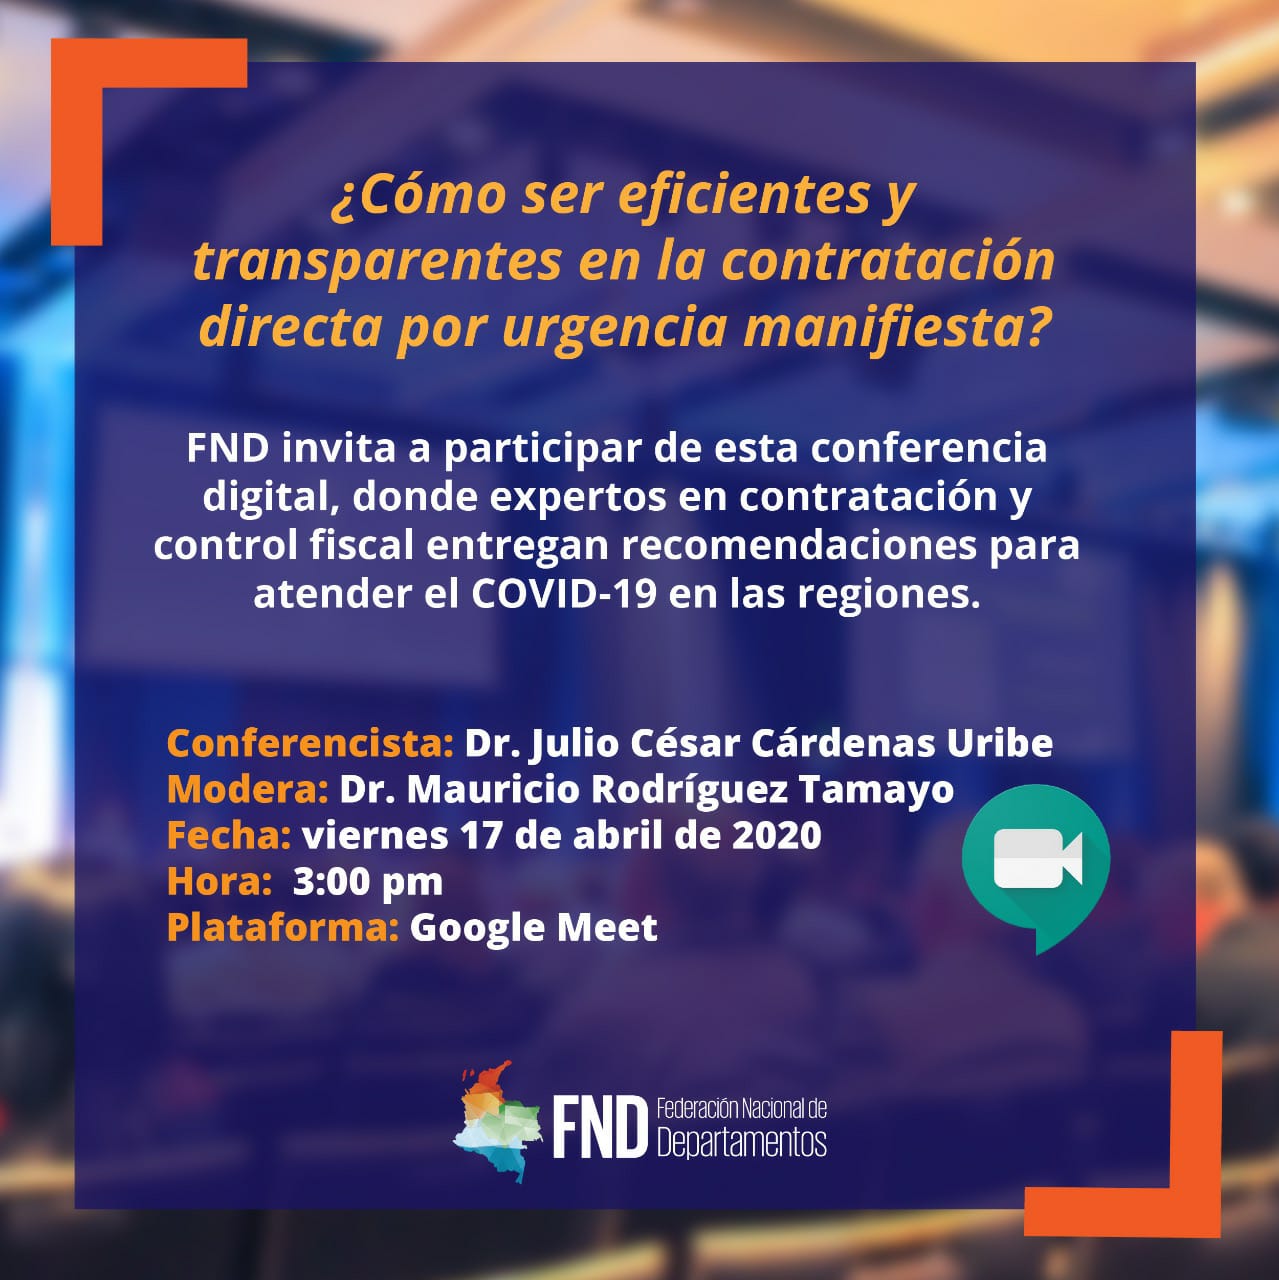 ¿Cómo ser eficientes y
transparentes en la contratación
directa por urgencia manifiesta?
FND invita a participar de esta conferencia
digital, donde expertos en contratación y
control fiscal entregan recomendaciones para
atender el COVID-19 en las regiones.
Conferencista: Dr. Julio César Cárdenas Uribe
Modera: Dr. Mauricio Rodríguez Tamayo
Fecha: viernes 17 de abril de 2020
Hora: 3:00 pm
Plataforma: Google Meet
FND Federación Nacional de
Departamentos